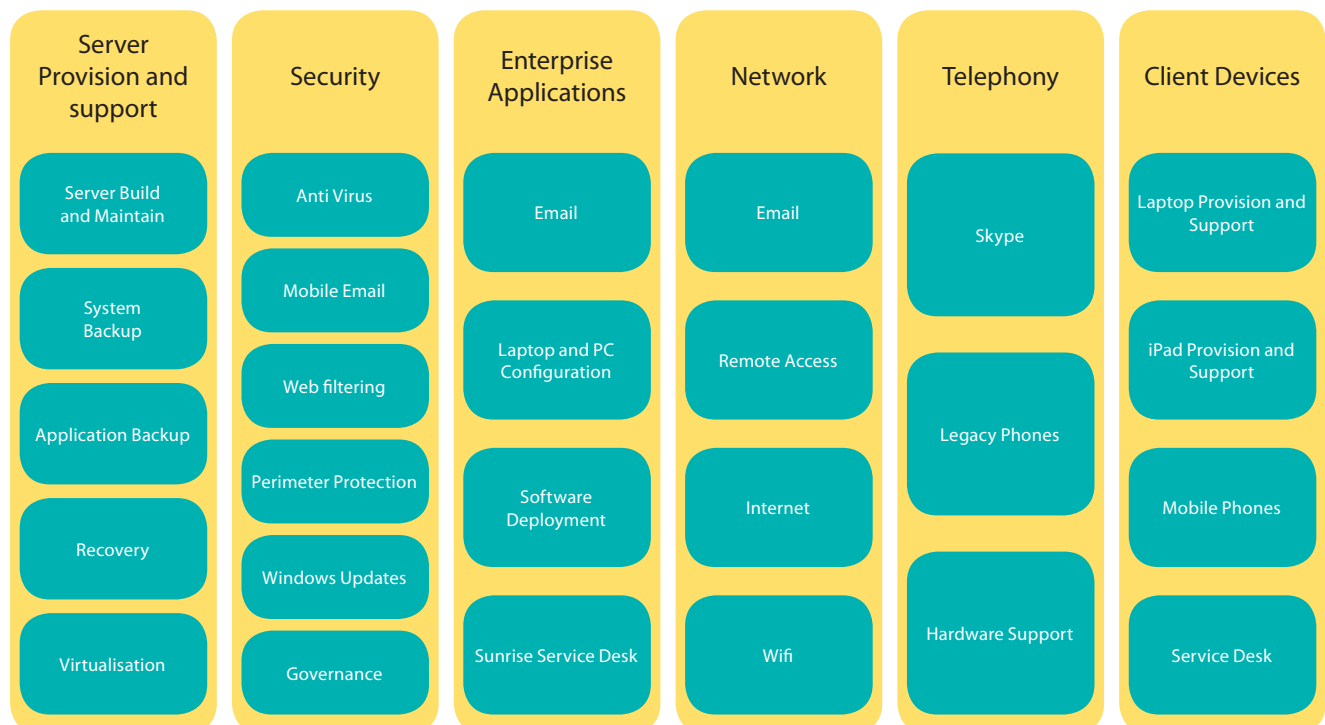 Server
Provision and
support
Server Build
and Maintain
System
Backup
Application Backup
Recovery
Virtualisation
Security
Anti Virus
Mobile Email
Web filtering
Perimeter Protection
Windows Updates
Governance
Enterprise
Applications
Email
Laptop and PC
Configuration
Software
Deployment
Sunrise Service Desk
Network
Email
Remote Access
Internet
Wifi
Telephony
Skype
Legacy Phones
Hardware Support
Client Devices
Laptop Provision and
Support
iPad Provision and
Support
Mobile Phones
Service Desk